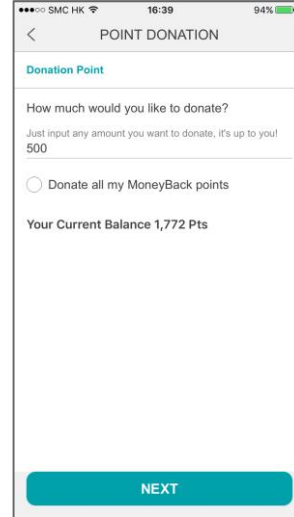 SMC HK 16:39 94%
POINT DONATION
Donation Point
How much would you like to donate?
Just input any amount you want to donate, it's up to you!
500
Donate all my MoneyBack points
Your Current Balance 1,772 Pts
NEXT